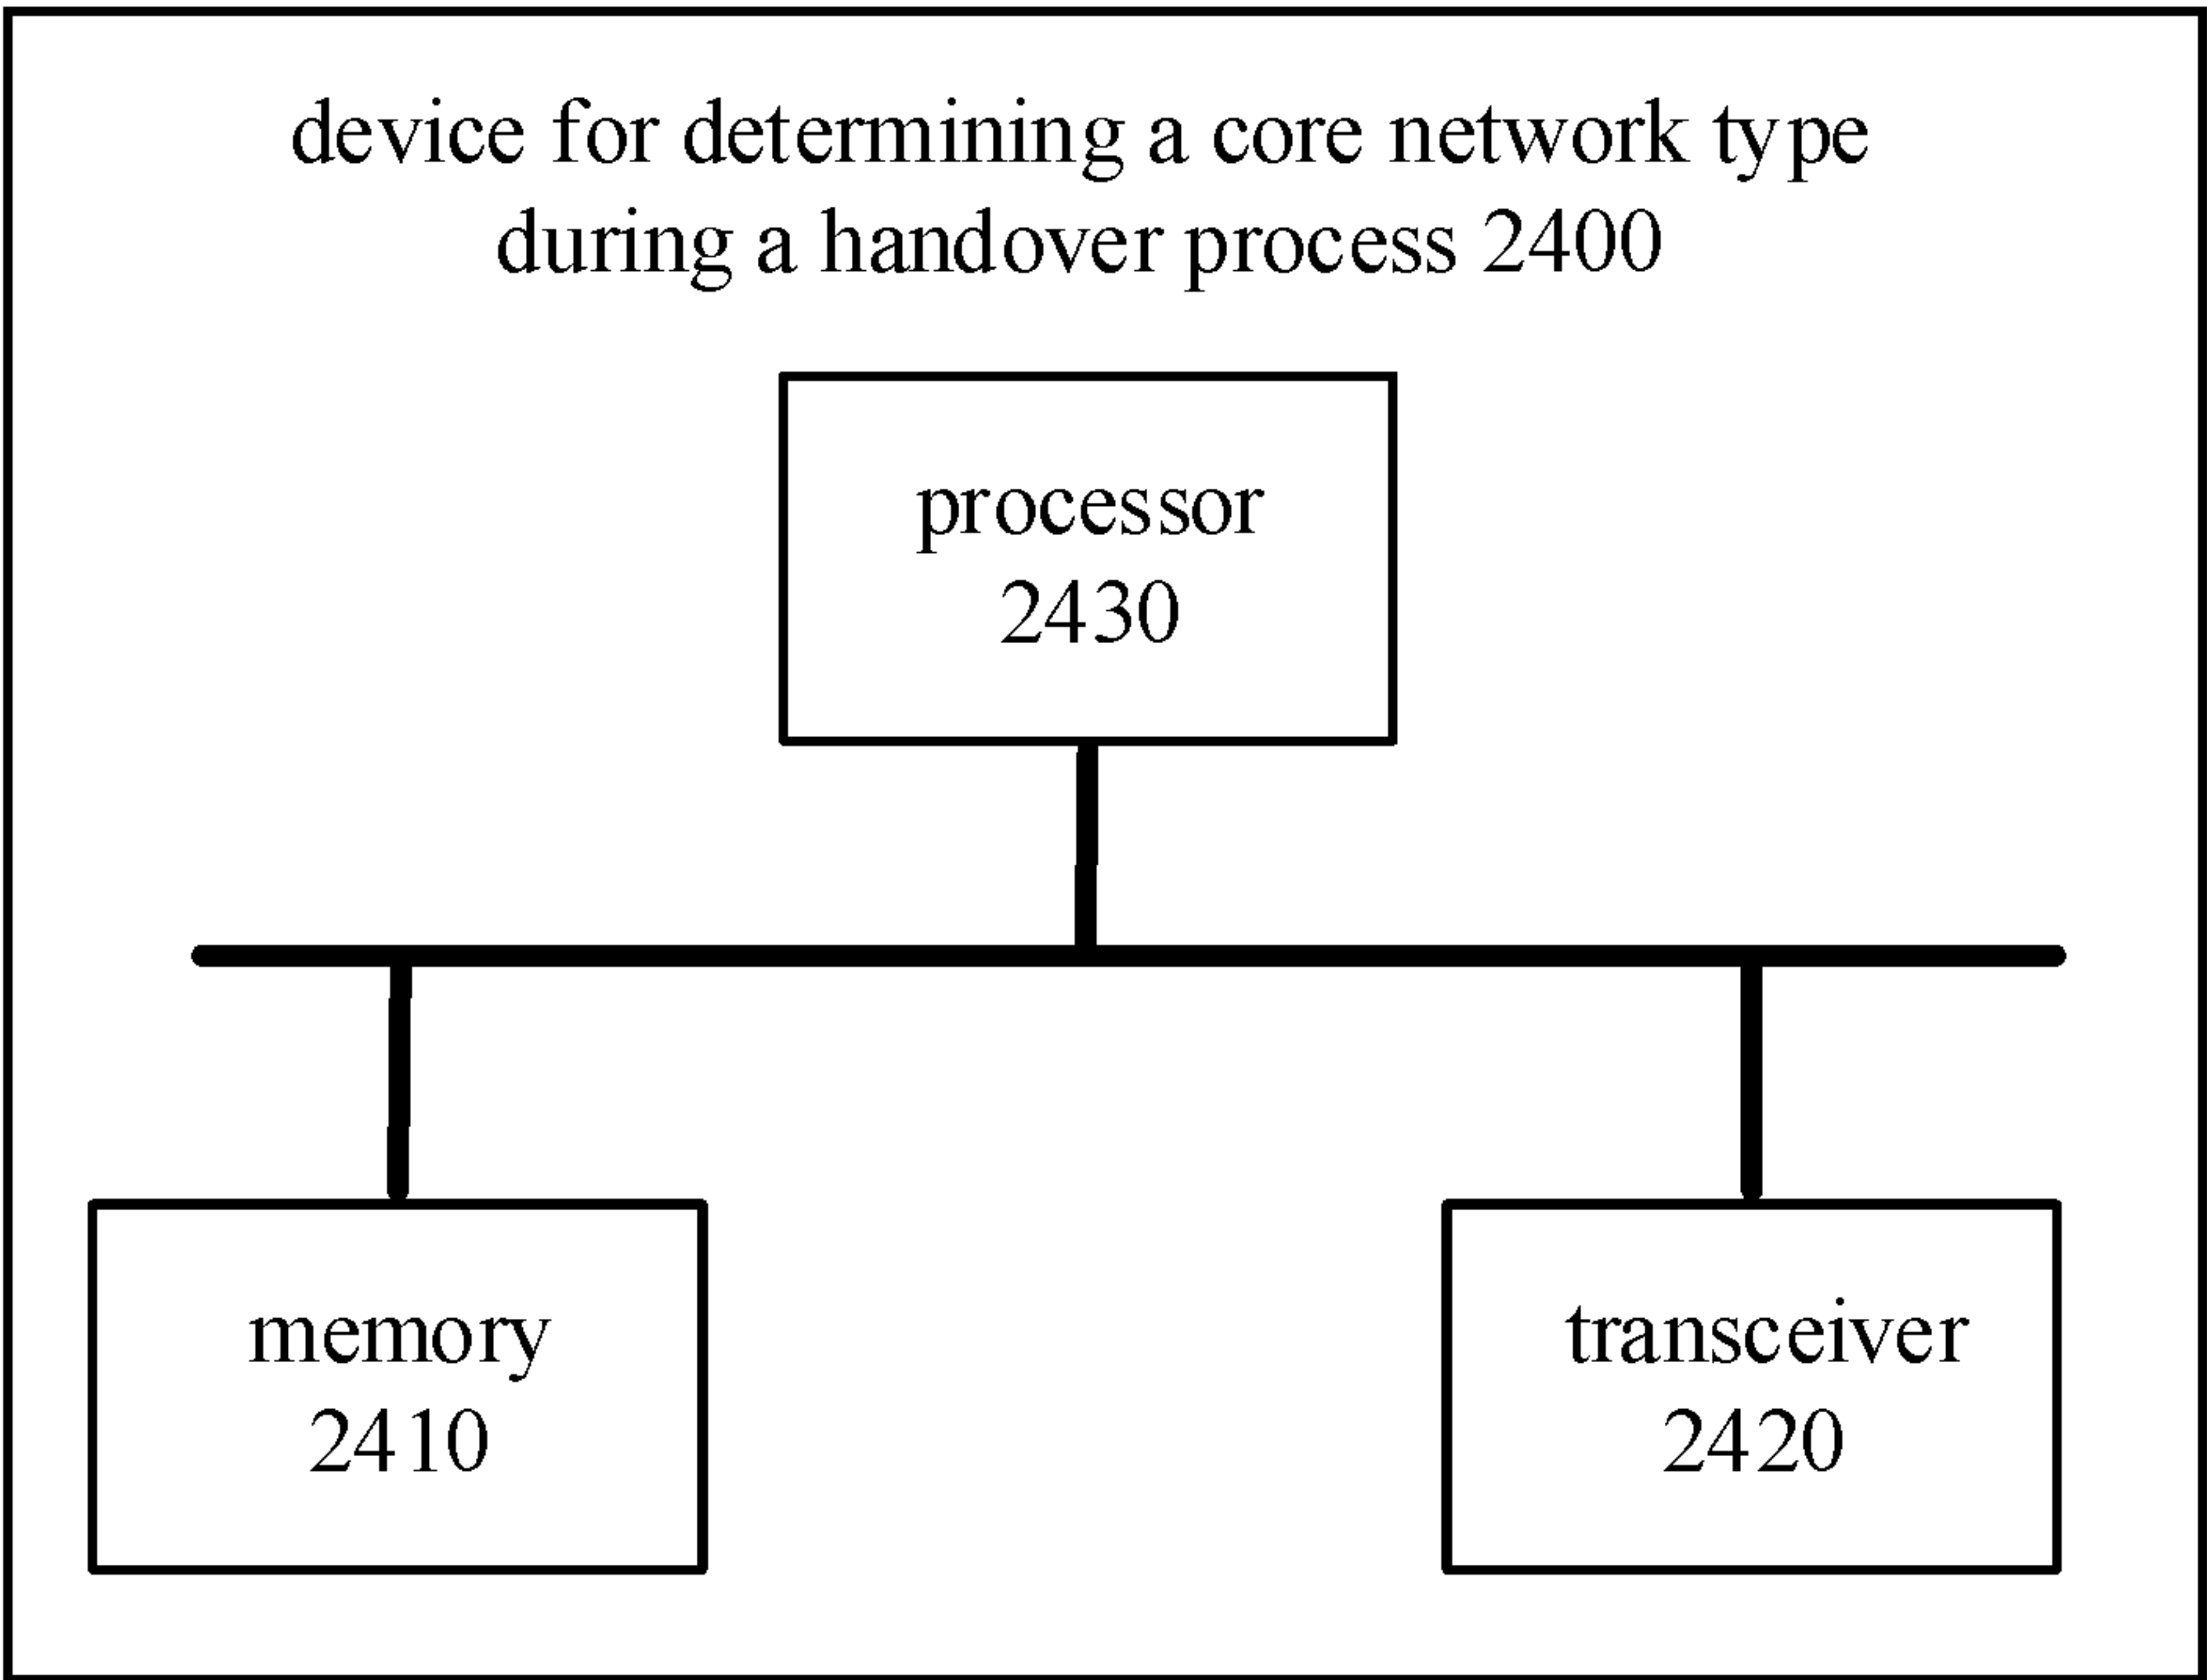 device for determining a core network type
during a handover process 2400
processor
2430
memory
2410
transceiver
2420